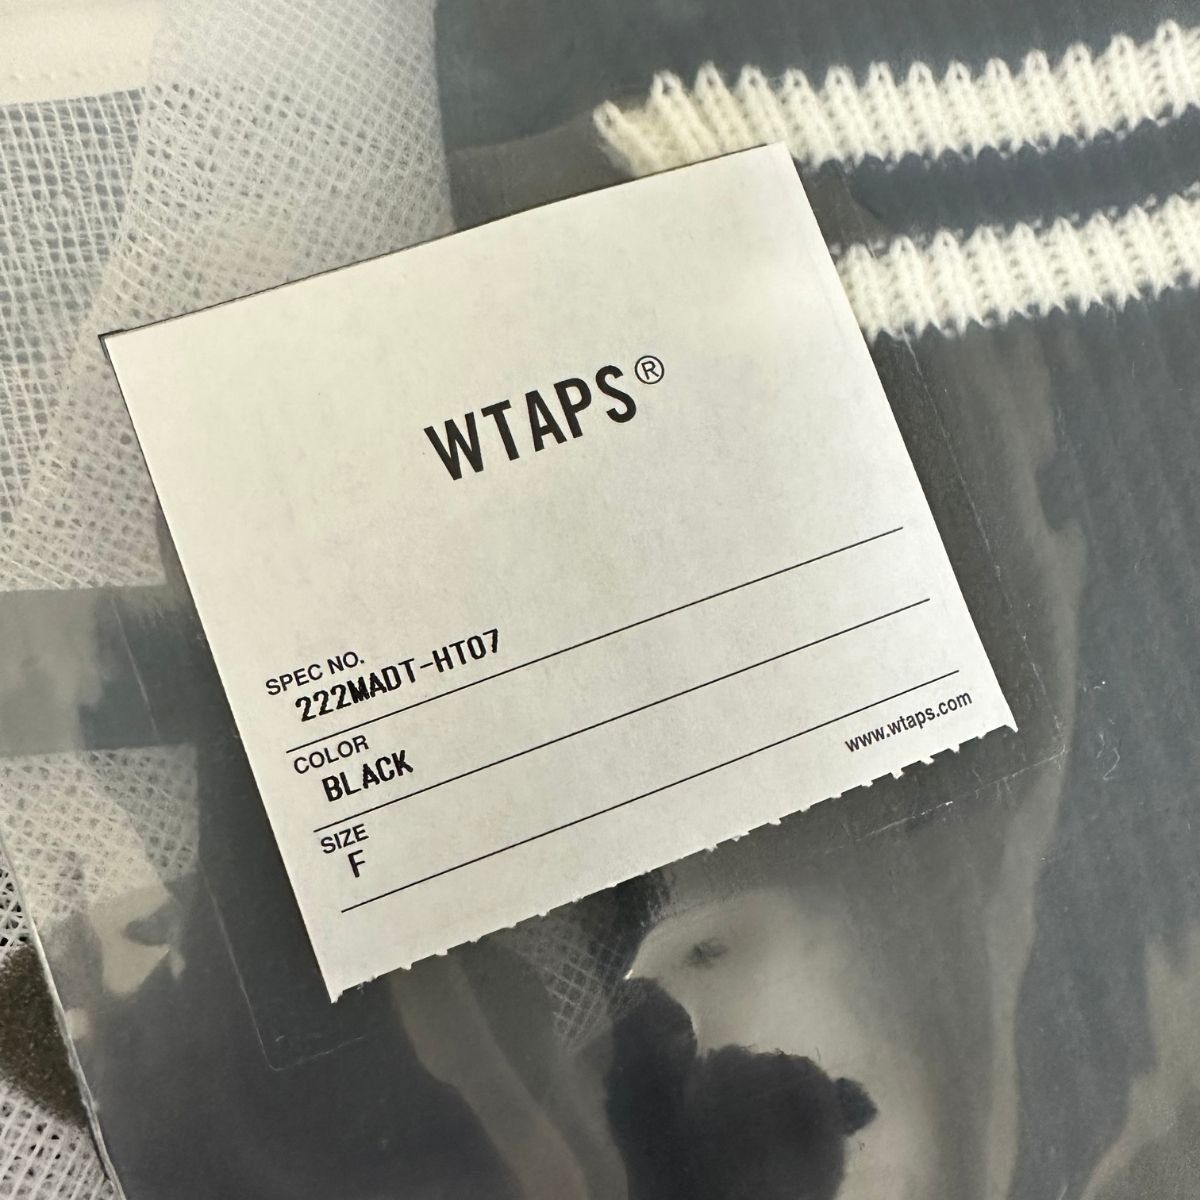 WTAPS®
SPEC NO.
222MADT-HT07
COLOR
BLACK
SIZE
F
www.wtaps.com